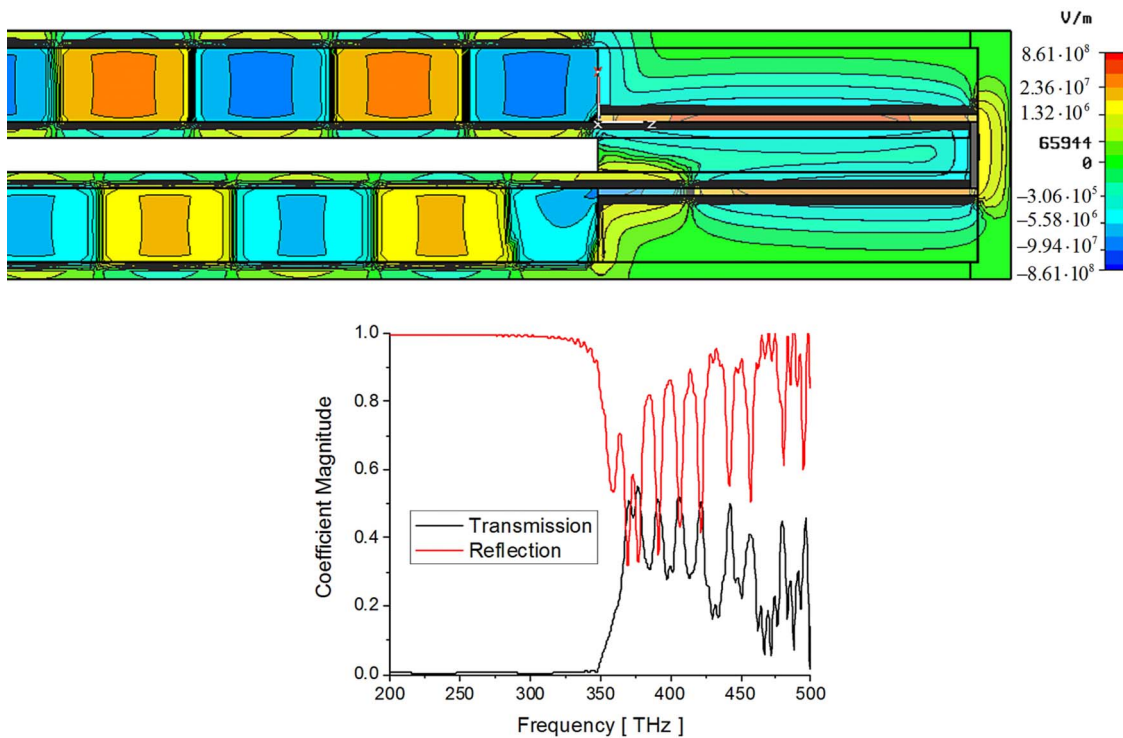 V/m
8.61·10⁸
2.36·10⁷
1.32·10⁶
65944
0
−3.06·10⁵
−5.58·10⁶
−9.94·10⁷
−8.61·10⁸
x z
1.0
0.8
0.6
0.4
0.2
0.0
Coefficient Magnitude
Transmission
Reflection
200 250 300 350 400 450 500
Frequency [ THz ]